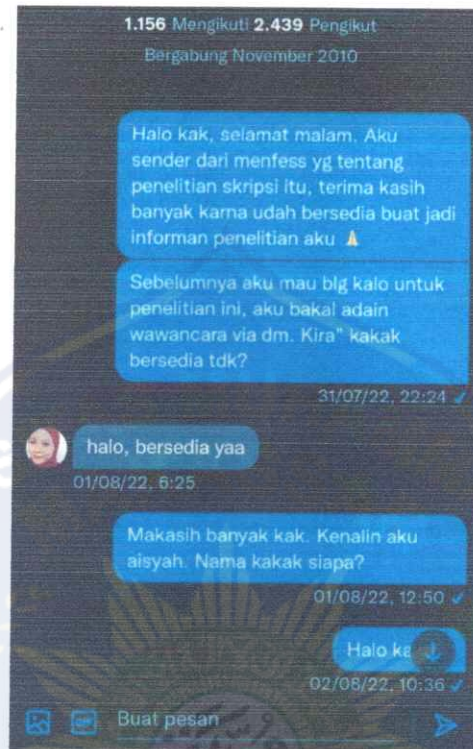 1.156 Mengikuti 2.439 Pengikut
Bergabung November 2010
Halo kak, selamat malam. Aku
sender dari menfess yg tentang
penelitian skripsi itu, terima kasih
banyak karna udah bersedia buat jadi
informan penelitian aku 🙏
Sebelumnya aku mau blg kalo untuk
penelitian ini, aku bakal adain
wawancara via dm. Kira" kakak
bersedia tdk?
31/07/22, 22:24 ✓
halo, bersedia yaa
01/08/22, 6:25
Makasih banyak kak. Kenalin aku
aisyah. Nama kakak siapa?
01/08/22, 12:50 ✓
Halo ka
02/08/22, 10:36 ✓
GIF
Buat pesan